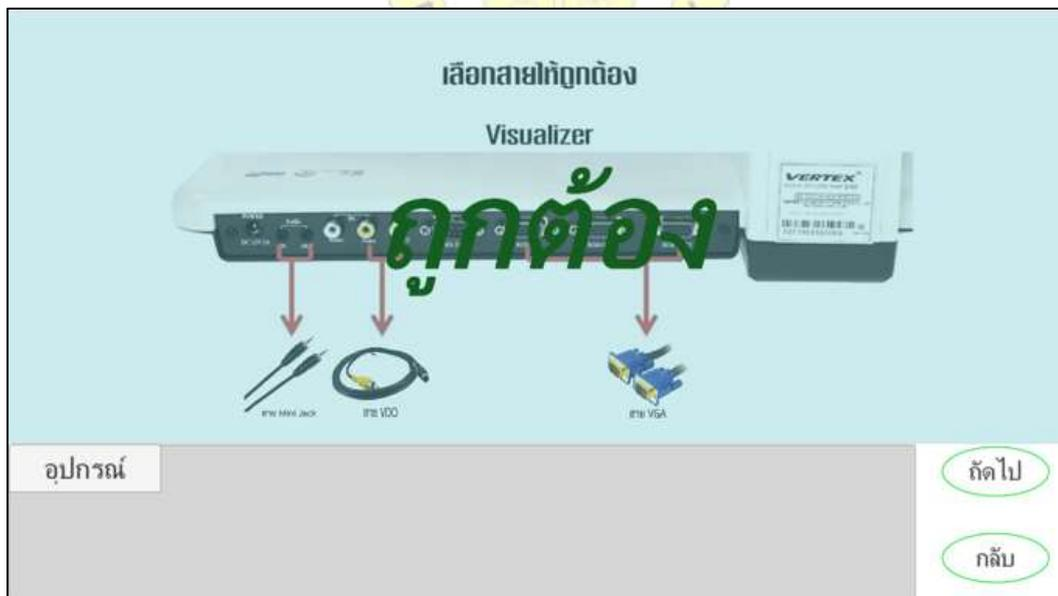 เลือกสายให้ถูกต้อง
Visualizer
VERTEX
ถูกต้อง
สาย Mini Jack
สาย VDO
สาย VGA
อุปกรณ์
ถัดไป
กลับ